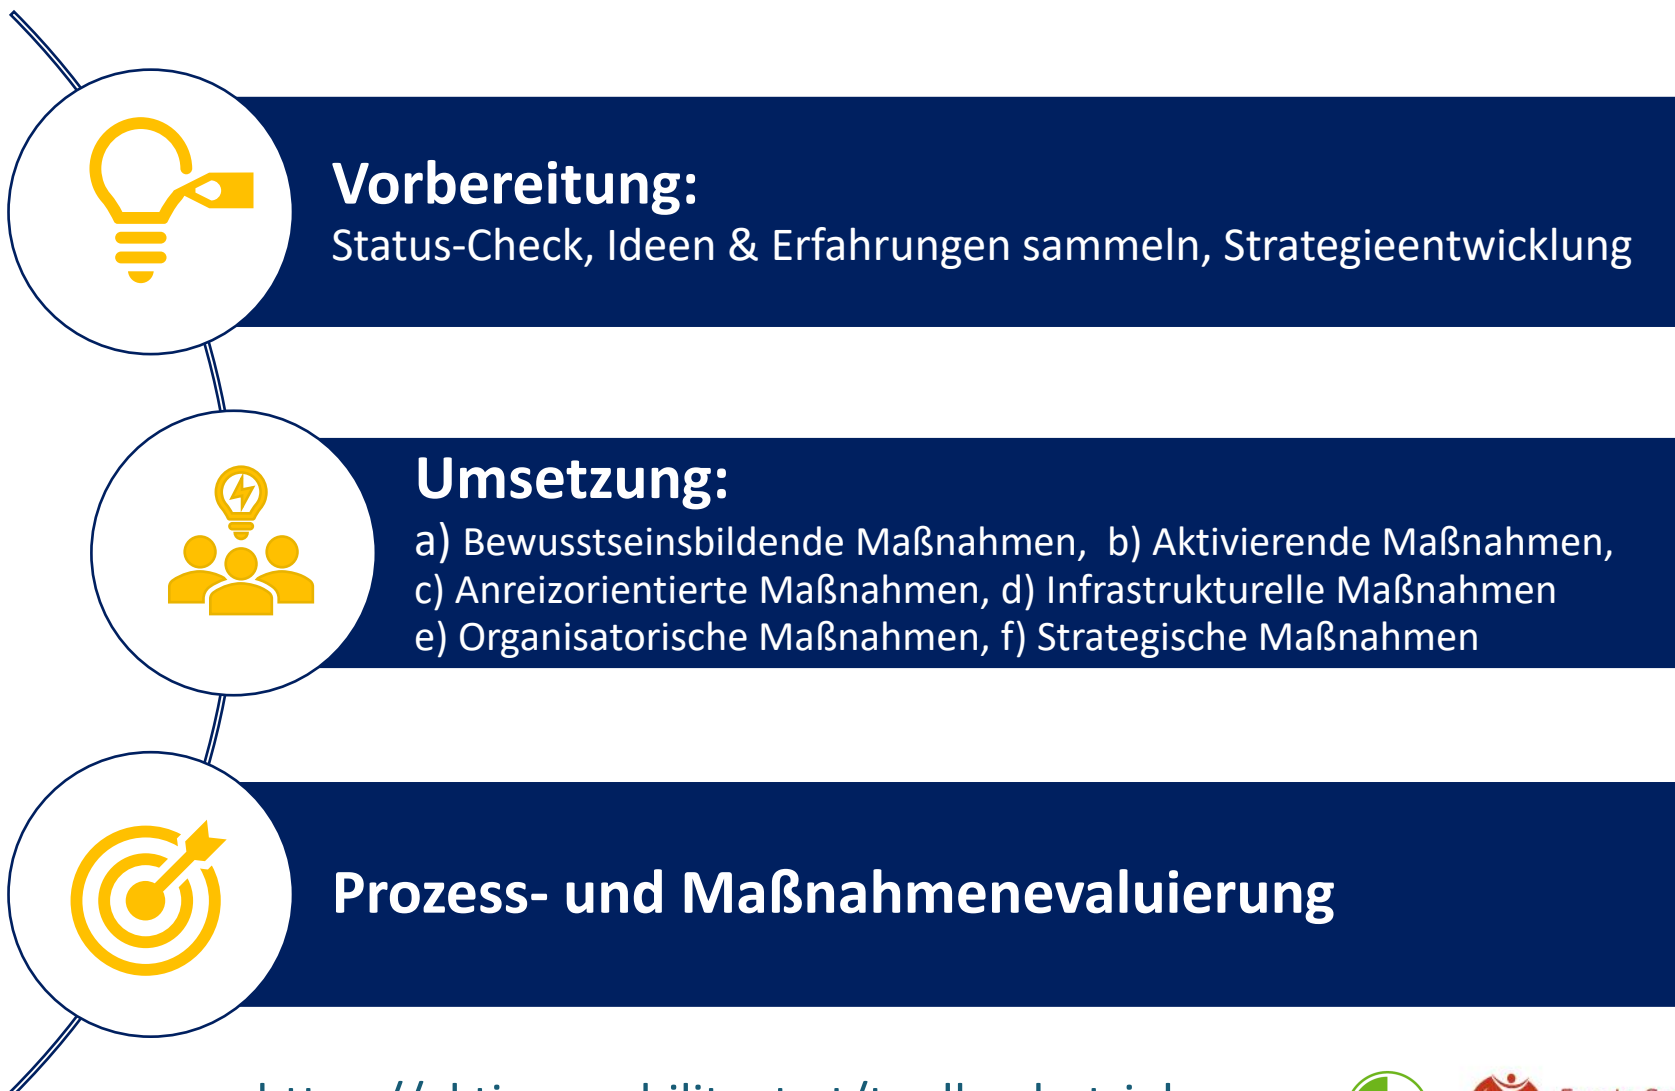 Vorbereitung:
Status-Check, Ideen & Erfahrungen sammeln, Strategieentwicklung
Umsetzung:
a) Bewusstseinsbildende Maßnahmen,  b) Aktivierende Maßnahmen,
c) Anreizorientierte Maßnahmen, d) Infrastrukturelle Maßnahmen
e) Organisatorische Maßnahmen, f) Strategische Maßnahmen
Prozess- und Maßnahmenevaluierung